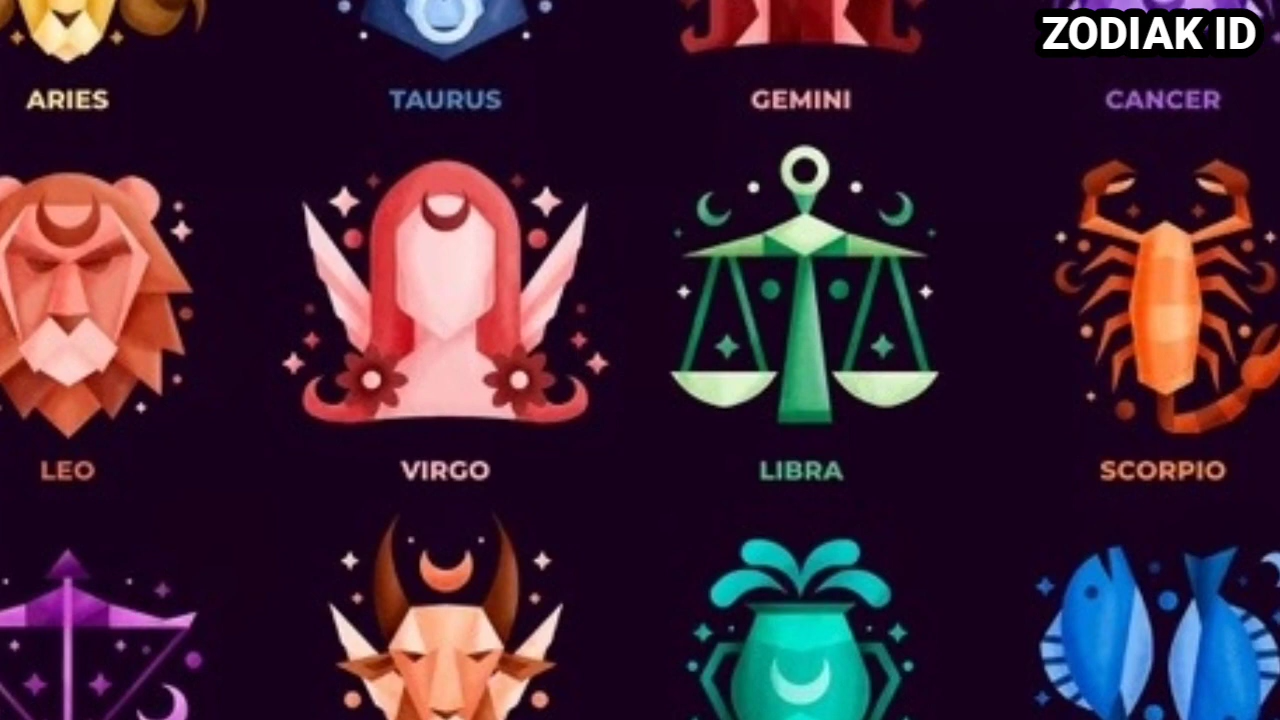 ZODIAK ID
ARIES
TAURUS
GEMINI
CANCER
LEO
VIRGO
LIBRA
SCORPIO